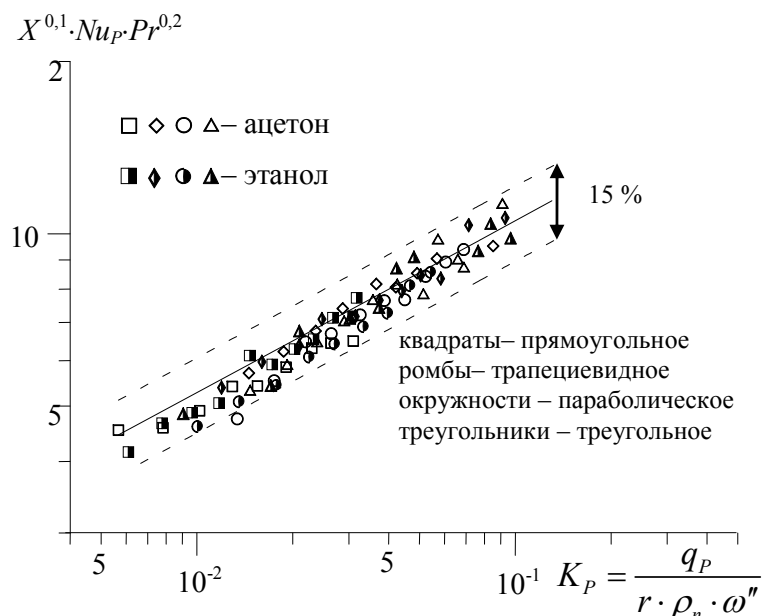 X^0,1·Nu_P·Pr^0,2
2
– ацетон
– этанол
15 %
10
квадраты– прямоугольное
ромбы– трапециевидное
окружности – параболическое
треугольники – треугольное
5
5 10^-2 5 10^-1
K_P = q_P / (r · ρ_n · ω″)